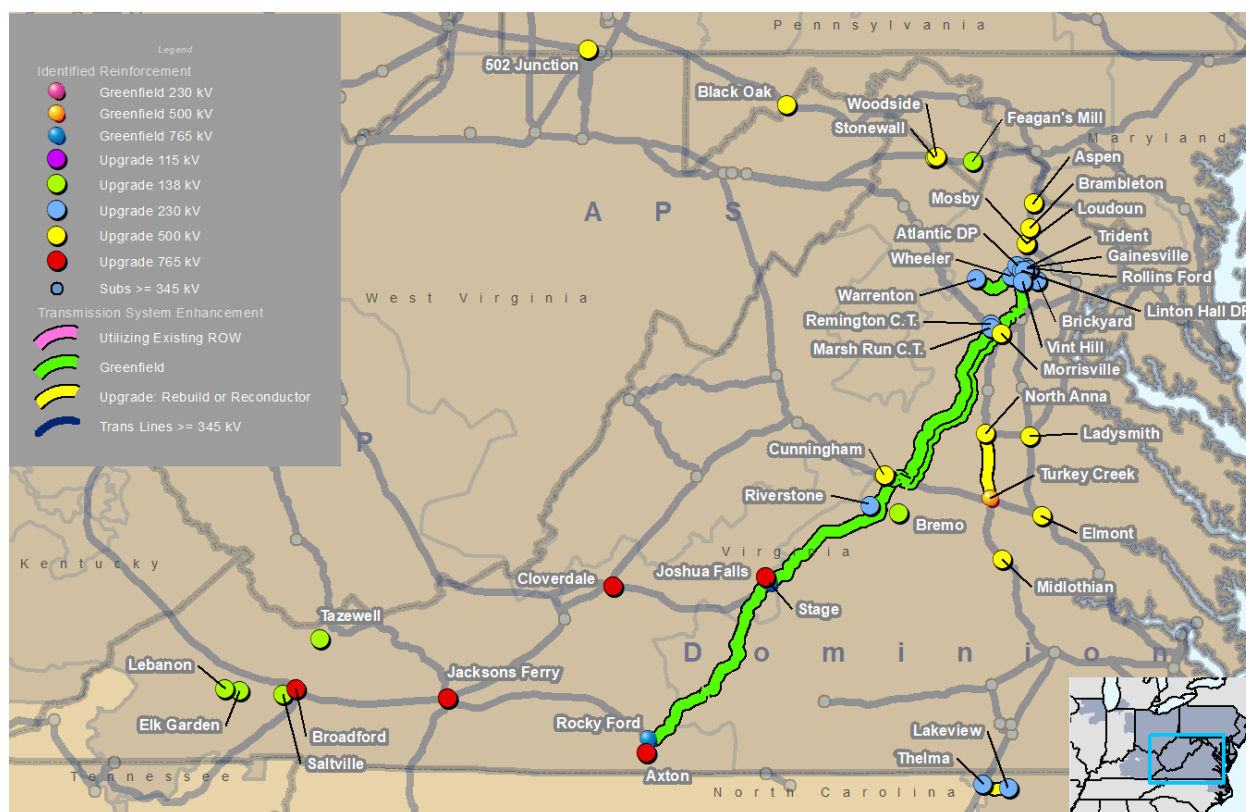 Legend
Identified Reinforcement
Greenfield 230 kV
Greenfield 500 kV
Greenfield 765 kV
Upgrade 115 kV
Upgrade 138 kV
Upgrade 230 kV
Upgrade 500 kV
Upgrade 765 kV
Subs >= 345 kV
Transmission System Enhancement
Utilizing Existing ROW
Greenfield
Upgrade: Rebuild or Reconductor
Trans Lines >= 345 kV
Pennsylvania
502 Junction
Black Oak
Woodside
Stonewall
Feagan's Mill
Maryland
Aspen
Brambleton
Mosby
Loudoun
APS
Atlantic DP
Trident
Gainesville
Wheeler
Rollins Ford
West Virginia
Warrenton
Linton Hall DP
Remington C.T.
Brickyard
Marsh Run C.T.
Vint Hill
Morrisville
North Anna
P
Ladysmith
Cunningham
Turkey Creek
Riverstone
Bremo
Elmont
Virginia
Kentucky
Midlothian
Cloverdale
Joshua Falls
Stage
Tazewell
Dominion
Lebanon
Jacksons Ferry
Elk Garden
Rocky Ford
Broadford
Lakeview
Saltville
Thelma
Axton
Tennessee
North Carolina